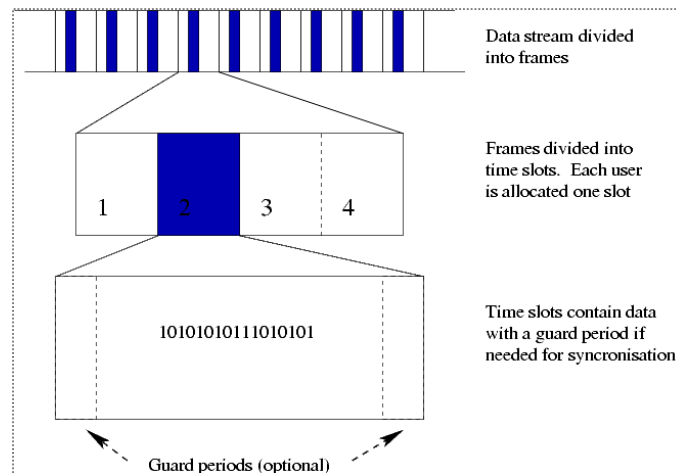 Data stream divided
into frames
Frames divided into
time slots. Each user
is allocated one slot
1 2 3 4
Time slots contain data
with a guard period if
needed for syncronisation
10101010111010101
Guard periods (optional)